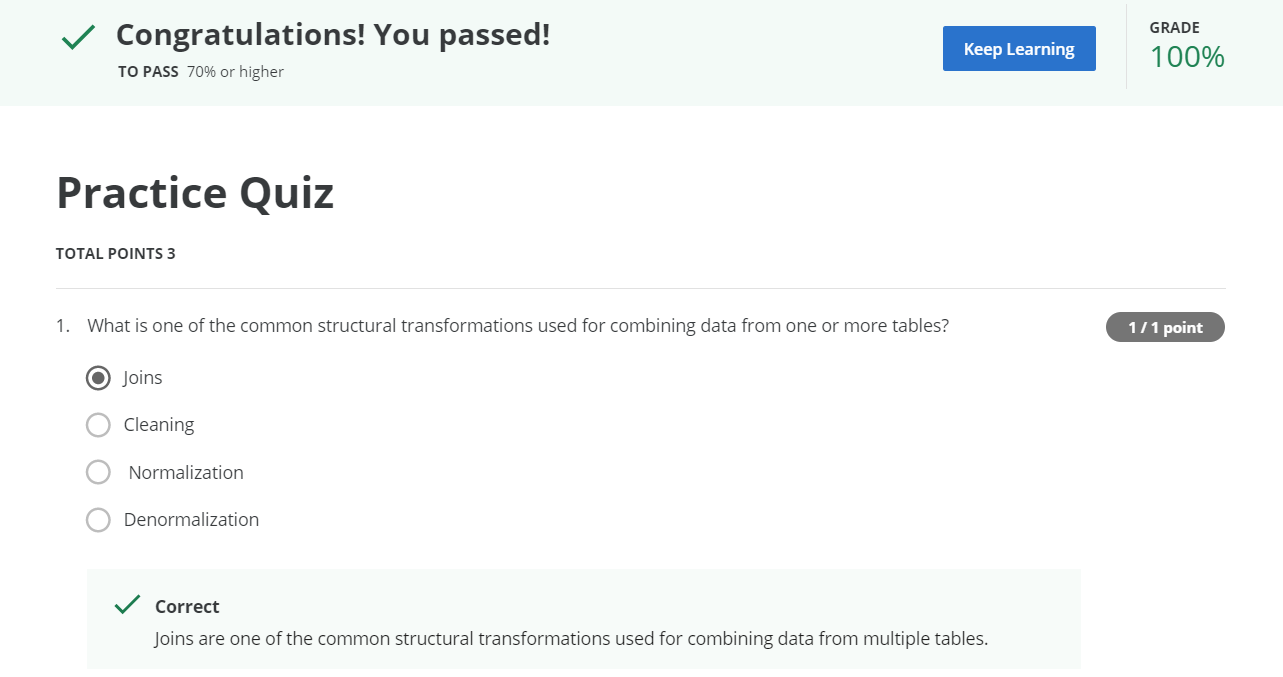 Congratulations! You passed!
TO PASS 70% or higher
Keep Learning
GRADE
100%
Practice Quiz
TOTAL POINTS 3
1. What is one of the common structural transformations used for combining data from one or more tables?
1 / 1 point
Joins
Cleaning
Normalization
Denormalization
Correct
Joins are one of the common structural transformations used for combining data from multiple tables.